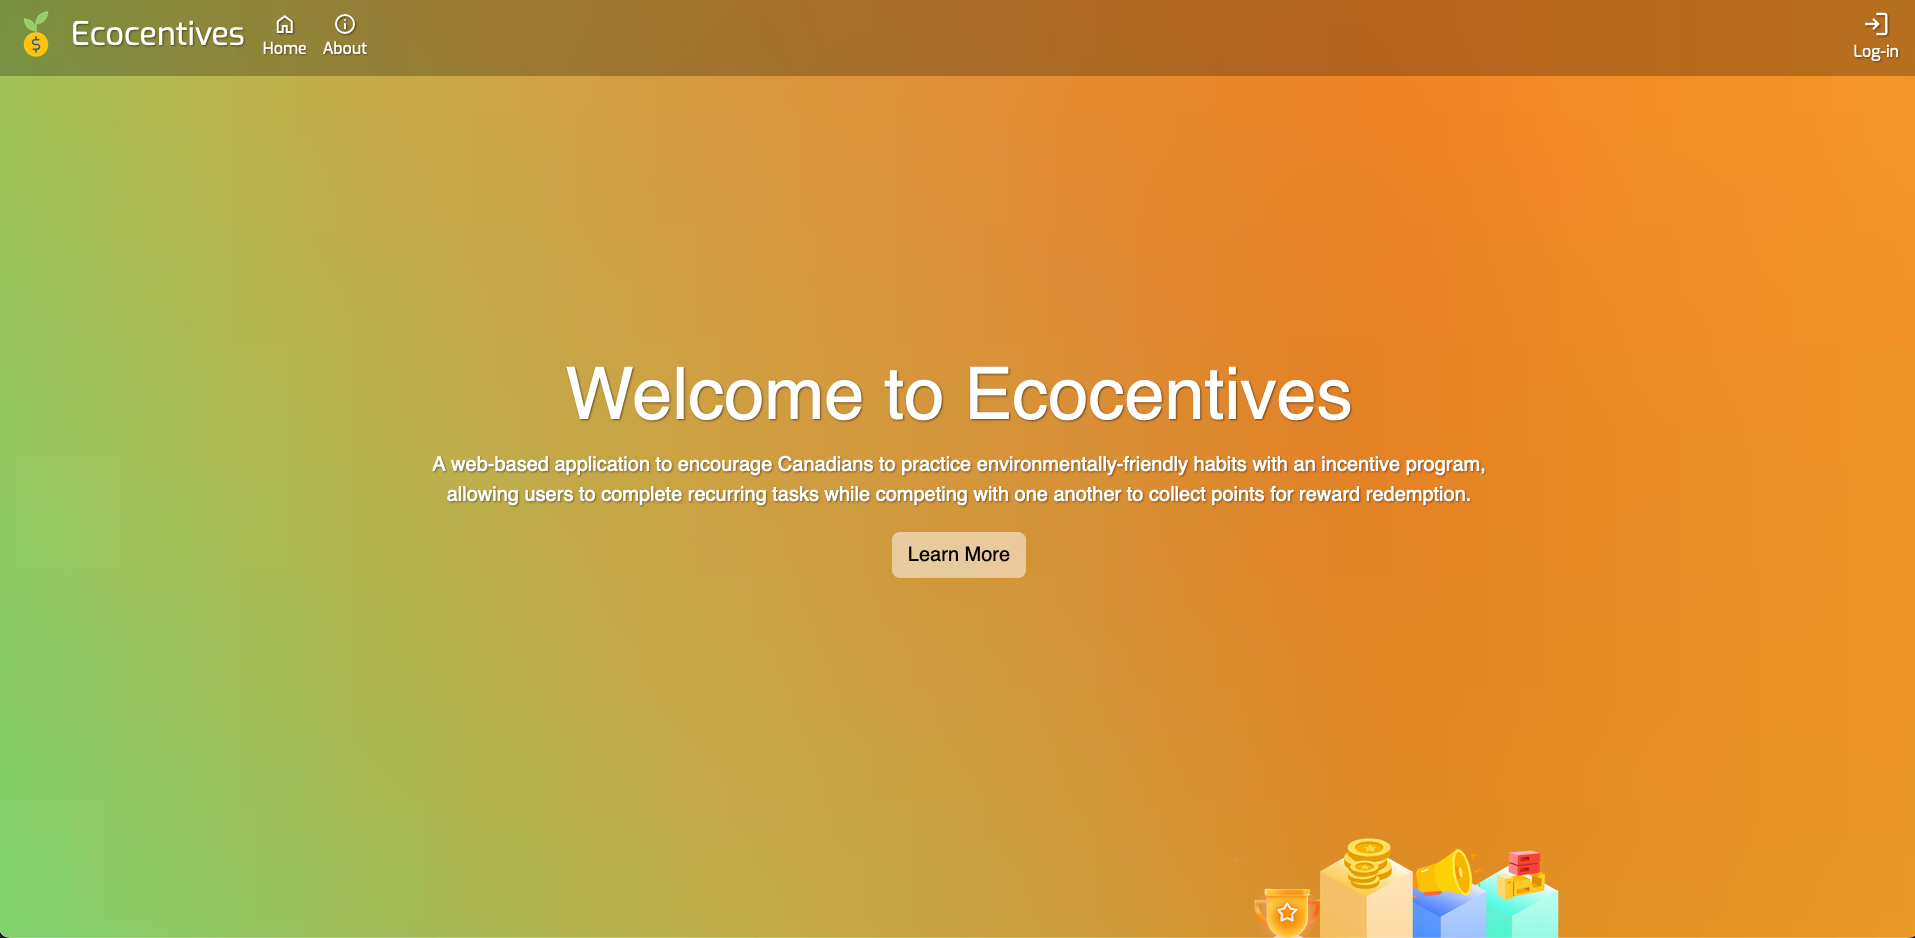 Ecocentives
Home
About
Log-in
Welcome to Ecocentives
A web-based application to encourage Canadians to practice environmentally-friendly habits with an incentive program,
allowing users to complete recurring tasks while competing with one another to collect points for reward redemption.
Learn More